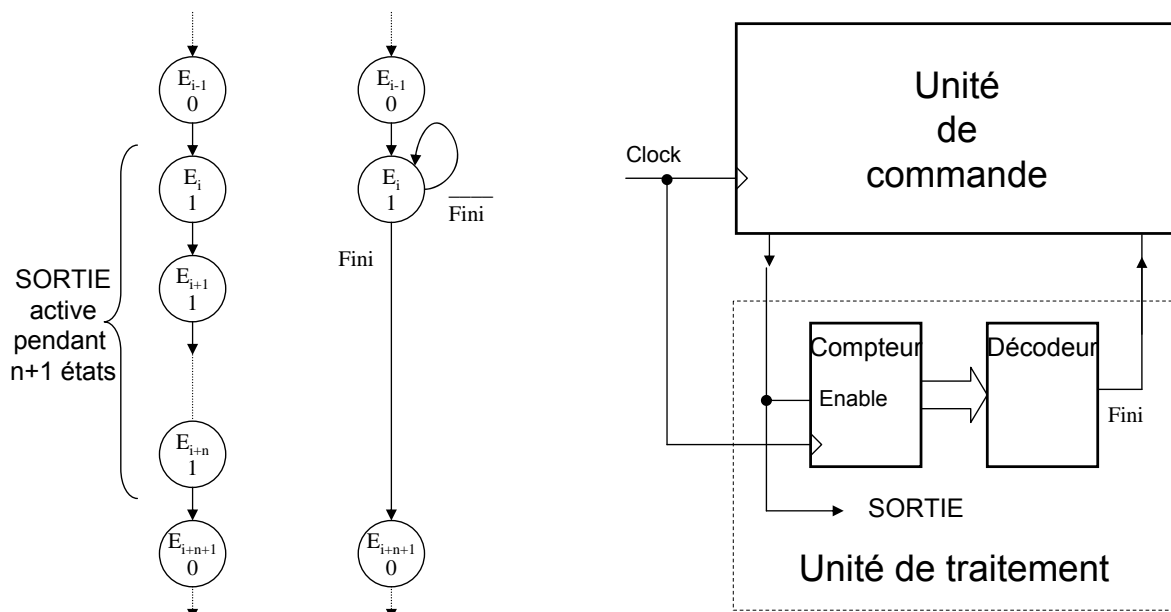 E i-1
0
E i
1
E i+1
1
E i+n
1
E i+n+1
0
SORTIE
active
pendant
n+1 états
E i-1
0
E i
1
Fini
Fini
E i+n+1
0
Unité
de
commande
Clock
Compteur
Enable
Décodeur
Fini
SORTIE
Unité de traitement